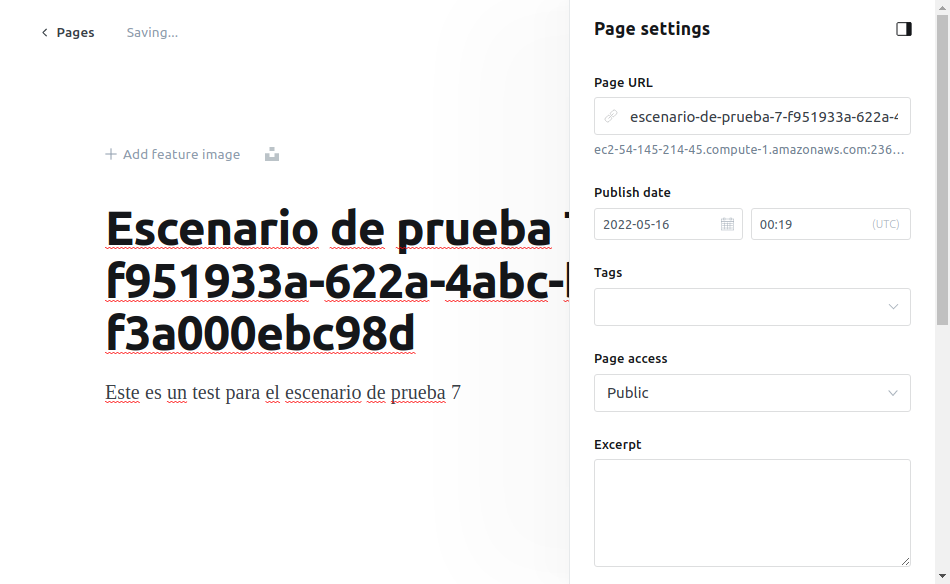 Pages
Saving...
Add feature image
Escenario de prueba
f951933a-622a-4abc-
f3a000ebc98d
Este es un test para el escenario de prueba 7
Page settings
Page URL
escenario-de-prueba-7-f951933a-622a-4
ec2-54-145-214-45.compute-1.amazonaws.com:236...
Publish date
2022-05-16
00:19
(UTC)
Tags
Page access
Public
Excerpt